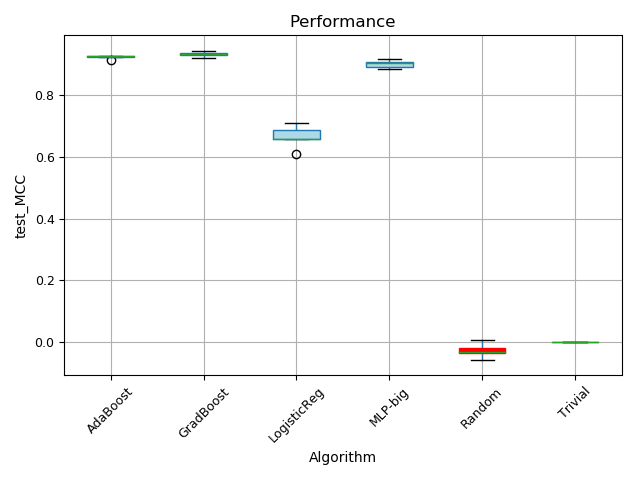 Performance
test_MCC
0.8
0.6
0.4
0.2
0.0
AdaBoost
GradBoost
LogisticReg
MLP-big
Random
Trivial
Algorithm